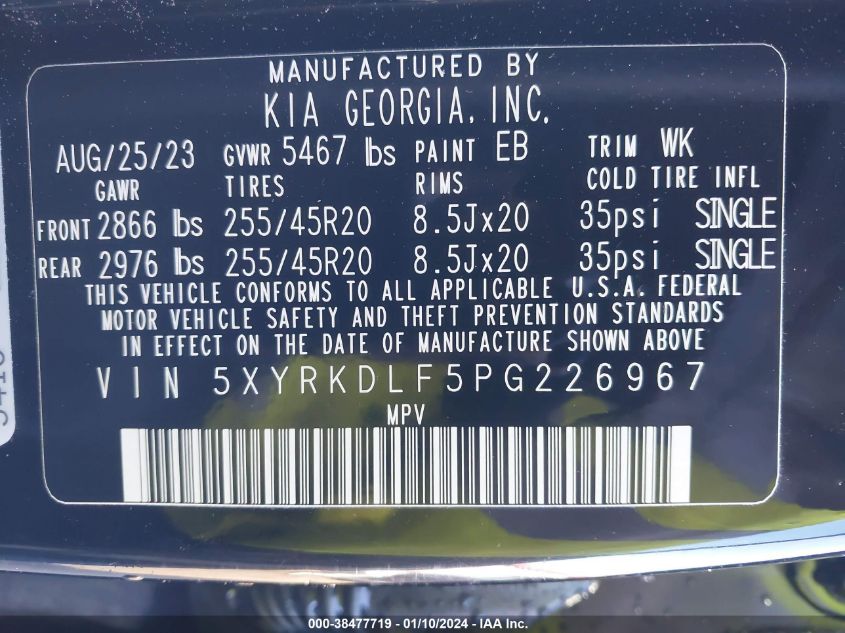 MANUFACTURED BY
KIA GEORGIA, INC.
AUG/25/23 GVWR 5467 lbs PAINT EB TRIM WK
GAWR TIRES RIMS COLD TIRE INFL
FRONT 2866 lbs 255/45R20 8.5Jx20 35psi SINGLE
REAR 2976 lbs 255/45R20 8.5Jx20 35psi SINGLE
THIS VEHICLE CONFORMS TO ALL APPLICABLE U.S.A. FEDERAL
MOTOR VEHICLE SAFETY AND THEFT PREVENTION STANDARDS
IN EFFECT ON THE DATE OF MANUFACTURE SHOWN ABOVE
VIN 5XYRKDLF5PG226967
MPV
000-38477719 - 01/10/2024 - IAA Inc.